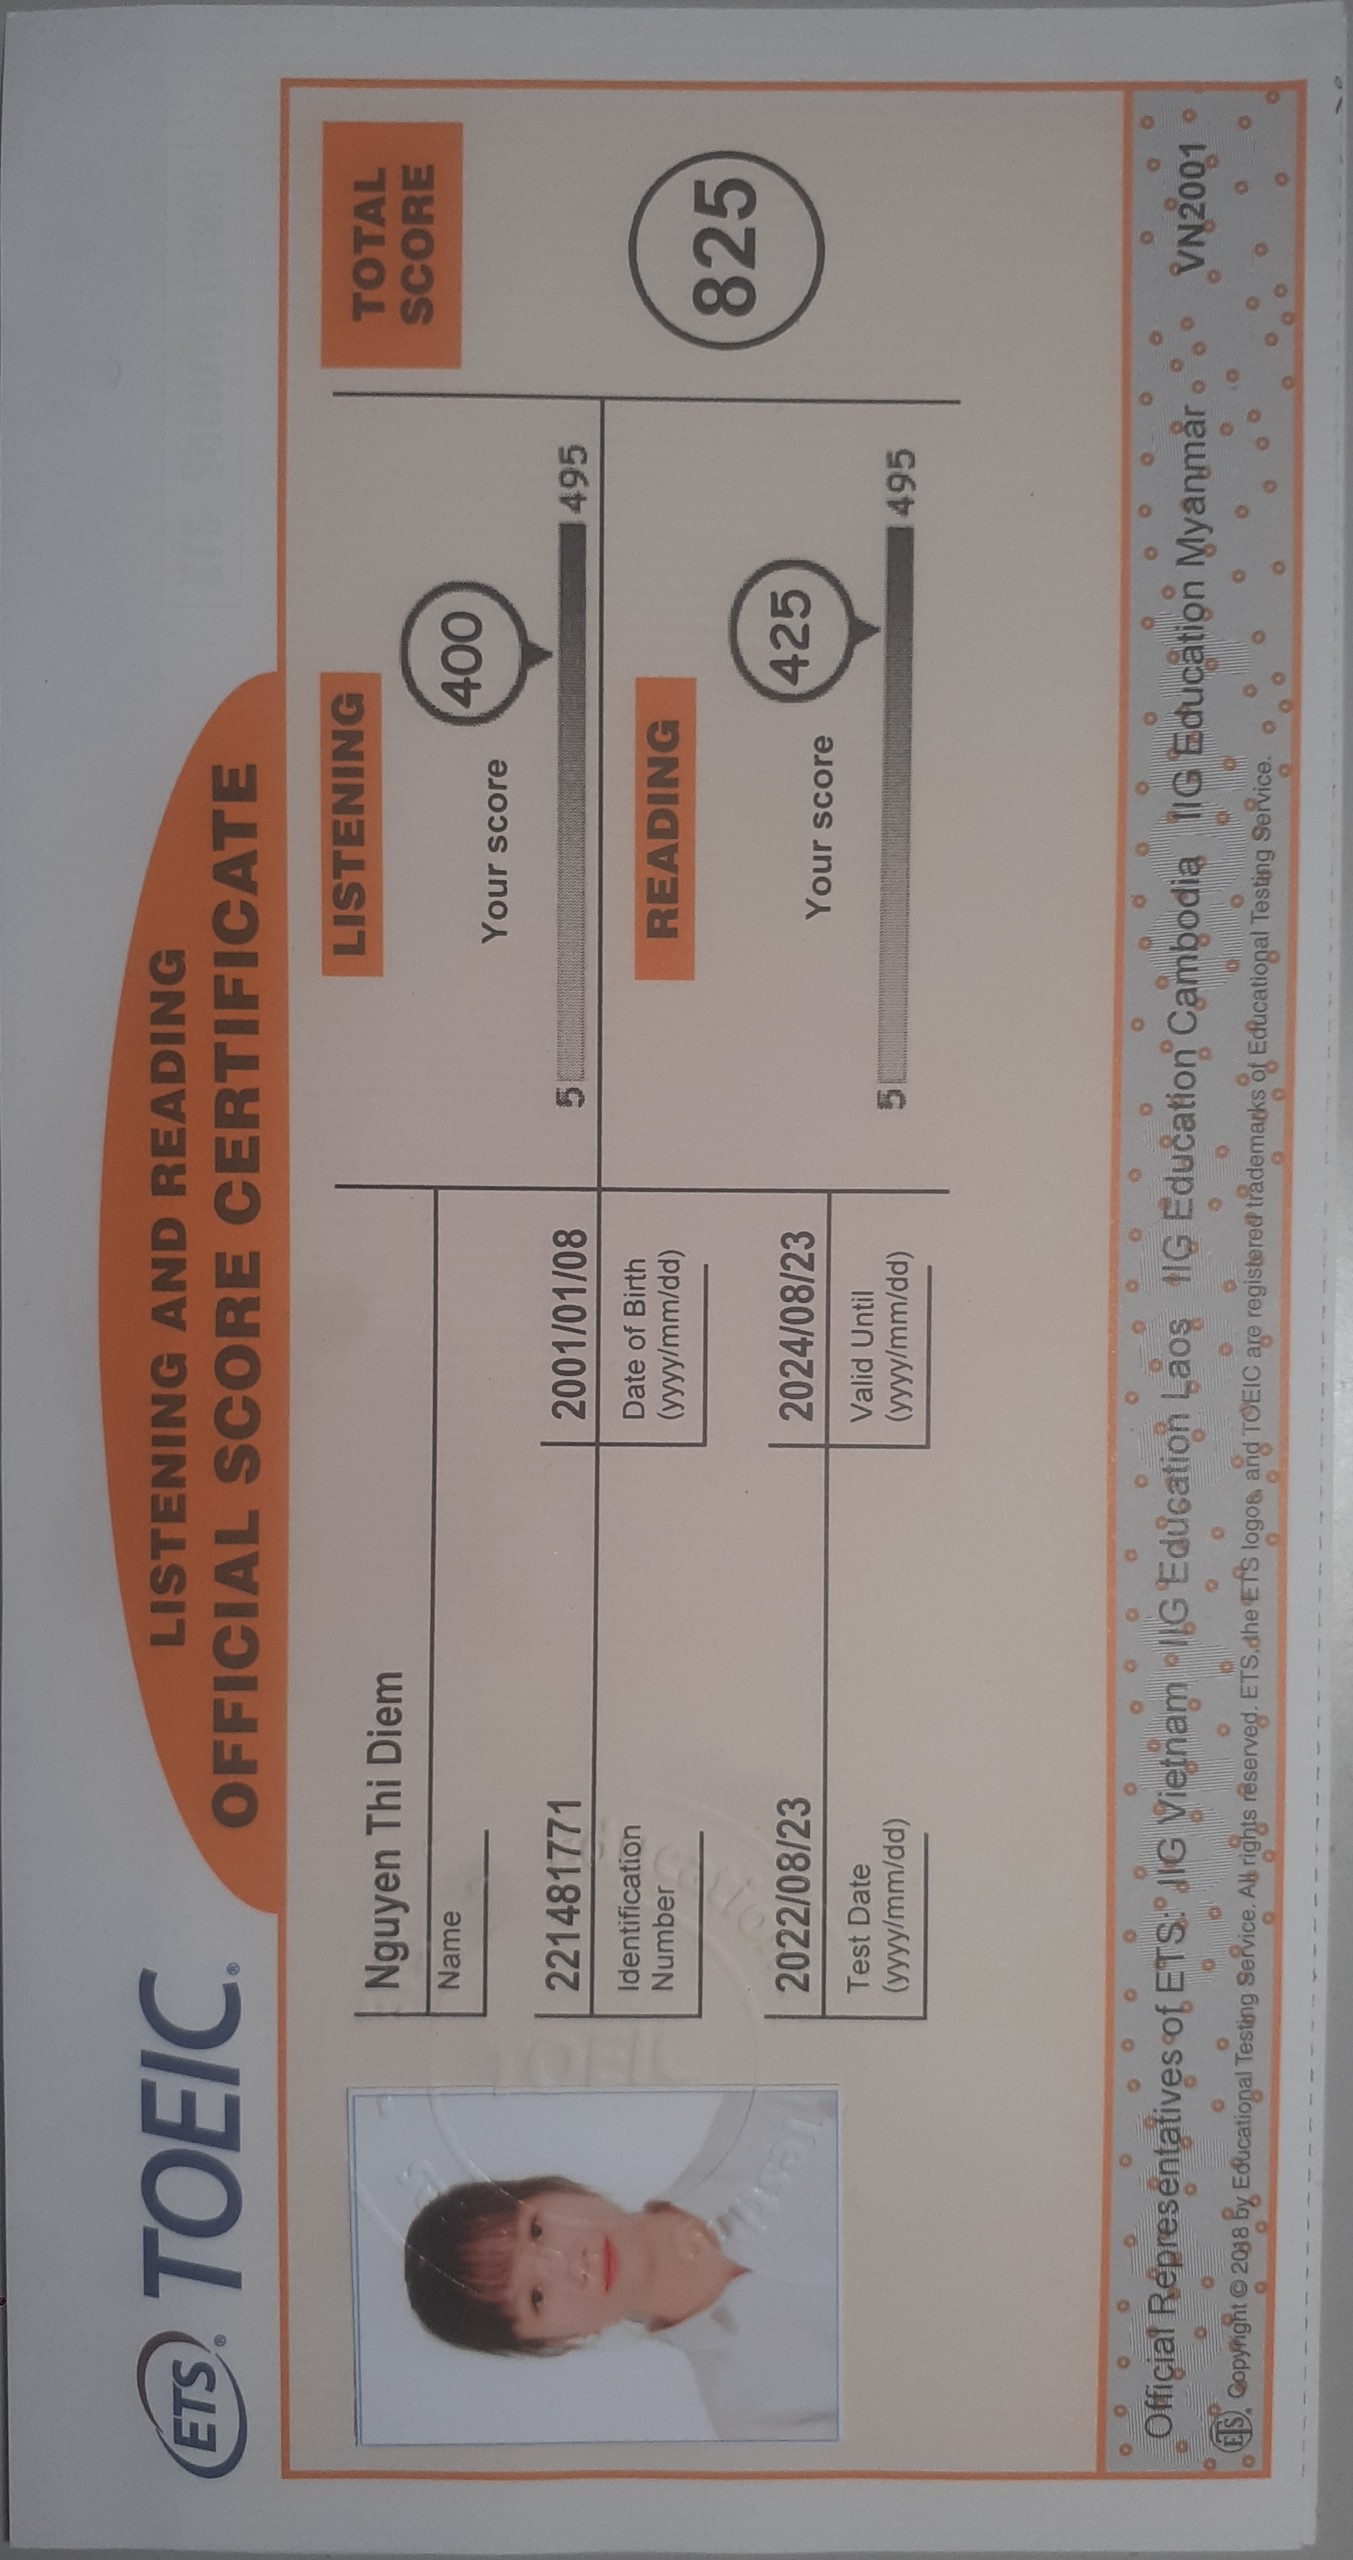 ETS® TOEIC®
LISTENING AND READING
OFFICIAL SCORE CERTIFICATE
Nguyen Thi Diem
Name
221481771
Identification
Number
2001/01/08
Date of Birth
(yyyy/mm/dd)
2022/08/23
Test Date
(yyyy/mm/dd)
2024/08/23
Valid Until
(yyyy/mm/dd)
LISTENING
Your score
400
5 495
READING
Your score
425
5 495
TOTAL
SCORE
825
Official Representatives of ETS: IIG Vietnam IIG Education Laos IIG Education Cambodia IIG Education Myanmar VN2001
ETS® Copyright © 2018 by Educational Testing Service. All rights reserved. ETS, the ETS logos, and TOEIC are registered trademarks of Educational Testing Service.